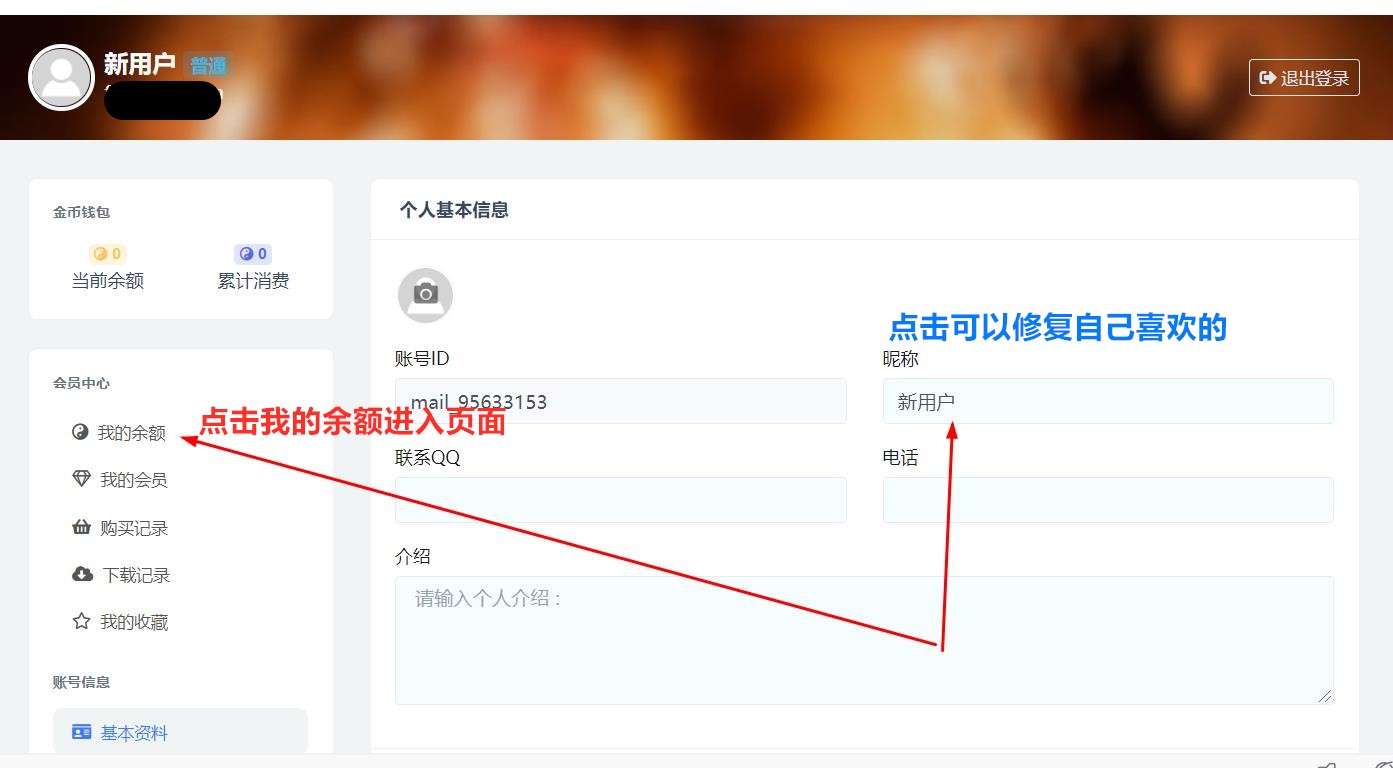 新用户 普通
退出登录
金币钱包
0
当前余额
0
累计消费
会员中心
我的余额
我的会员
购买记录
下载记录
我的收藏
账号信息
基本资料
个人基本信息
点击可以修复自己喜欢的
账号ID
mail_95633153
昵称
新用户
点击我的余额进入页面
联系QQ
电话
介绍
请输入个人介绍：